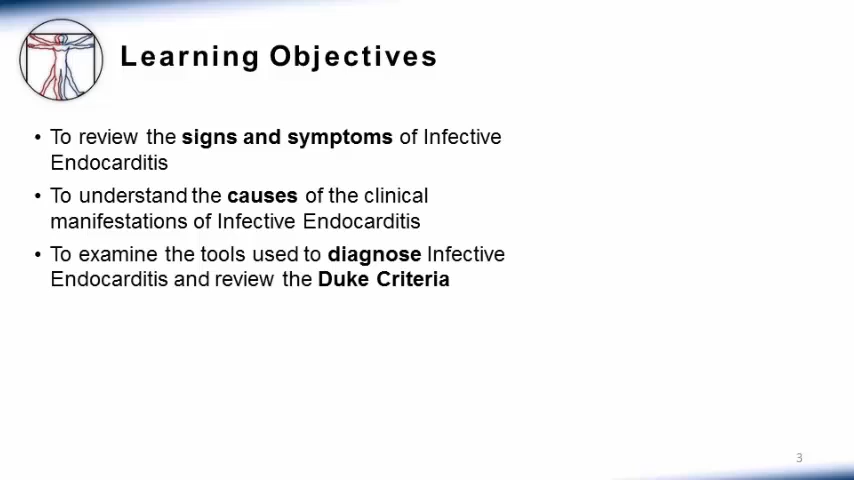 Learning Objectives
• To review the signs and symptoms of Infective
Endocarditis
• To understand the causes of the clinical
manifestations of Infective Endocarditis
• To examine the tools used to diagnose Infective
Endocarditis and review the Duke Criteria
3